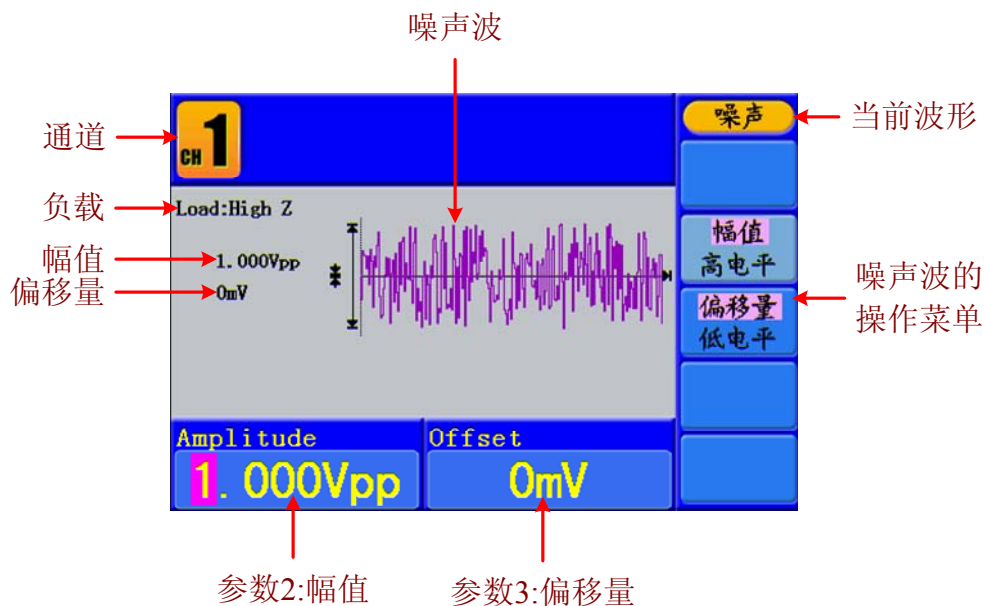 噪声波
通道
CH 1
噪声
当前波形
负载
Load:High Z
幅值
1.000Vpp
偏移量
0mV
幅值
高电平
偏移量
低电平
噪声波的
操作菜单
Amplitude
Offset
1.000Vpp
0mV
参数2:幅值
参数3:偏移量